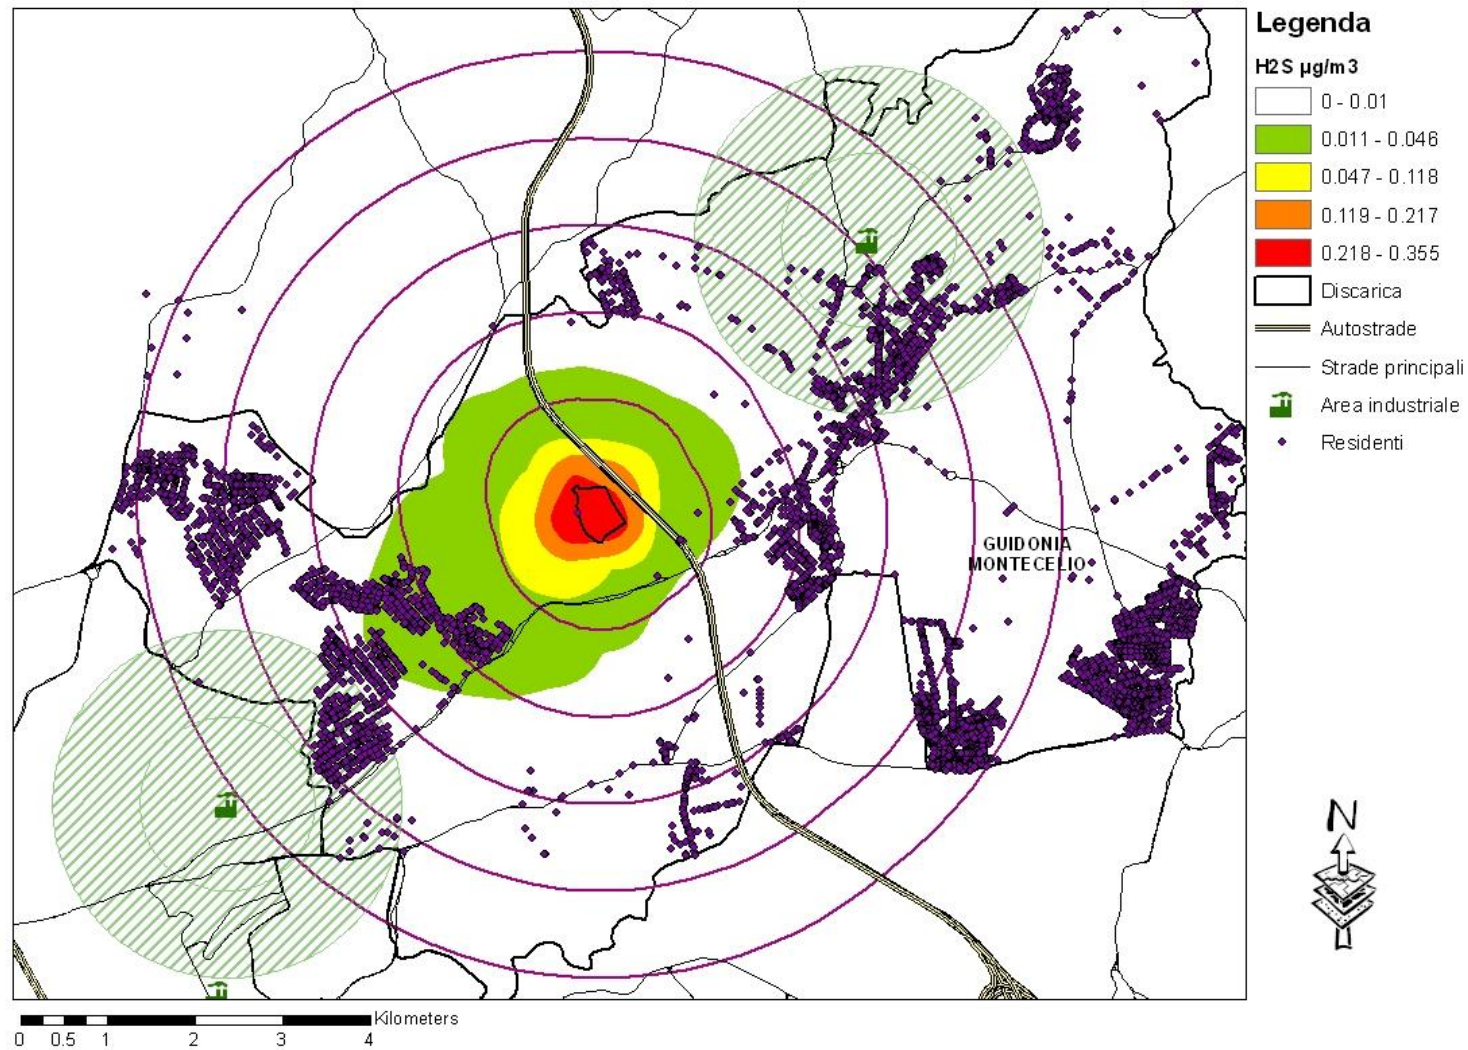 Legenda
H2S µg/m3
0 - 0.01
0.011 - 0.046
0.047 - 0.118
0.119 - 0.217
0.218 - 0.355
Discarica
Autostrade
Strade principali
Area industriale
Residenti
GUIDONIA
MONTECELIO
N
Kilometers
0 0.5 1 2 3 4